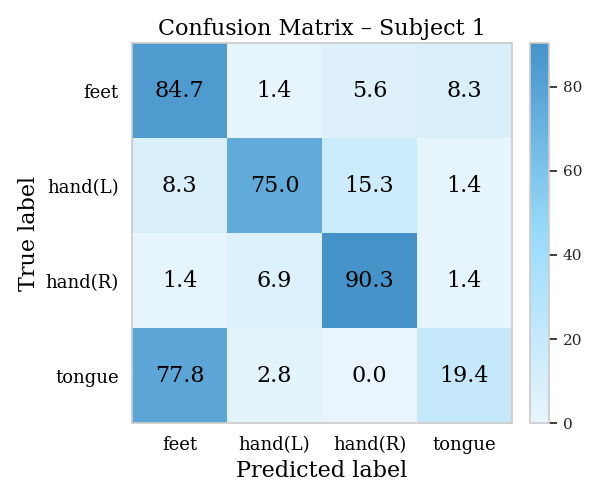 Confusion Matrix – Subject 1
True label
feet 84.7 1.4 5.6 8.3
hand(L) 8.3 75.0 15.3 1.4
hand(R) 1.4 6.9 90.3 1.4
tongue 77.8 2.8 0.0 19.4
feet hand(L) hand(R) tongue
Predicted label
80
60
40
20
0